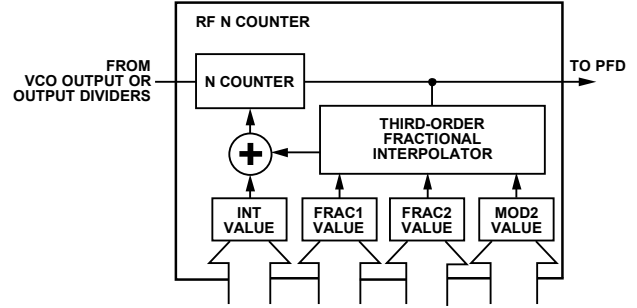 RF N COUNTER
FROM
VCO OUTPUT OR
OUTPUT DIVIDERS
N COUNTER
TO PFD
THIRD-ORDER
FRACTIONAL
INTERPOLATOR
+
INT
VALUE
FRAC1
VALUE
FRAC2
VALUE
MOD2
VALUE